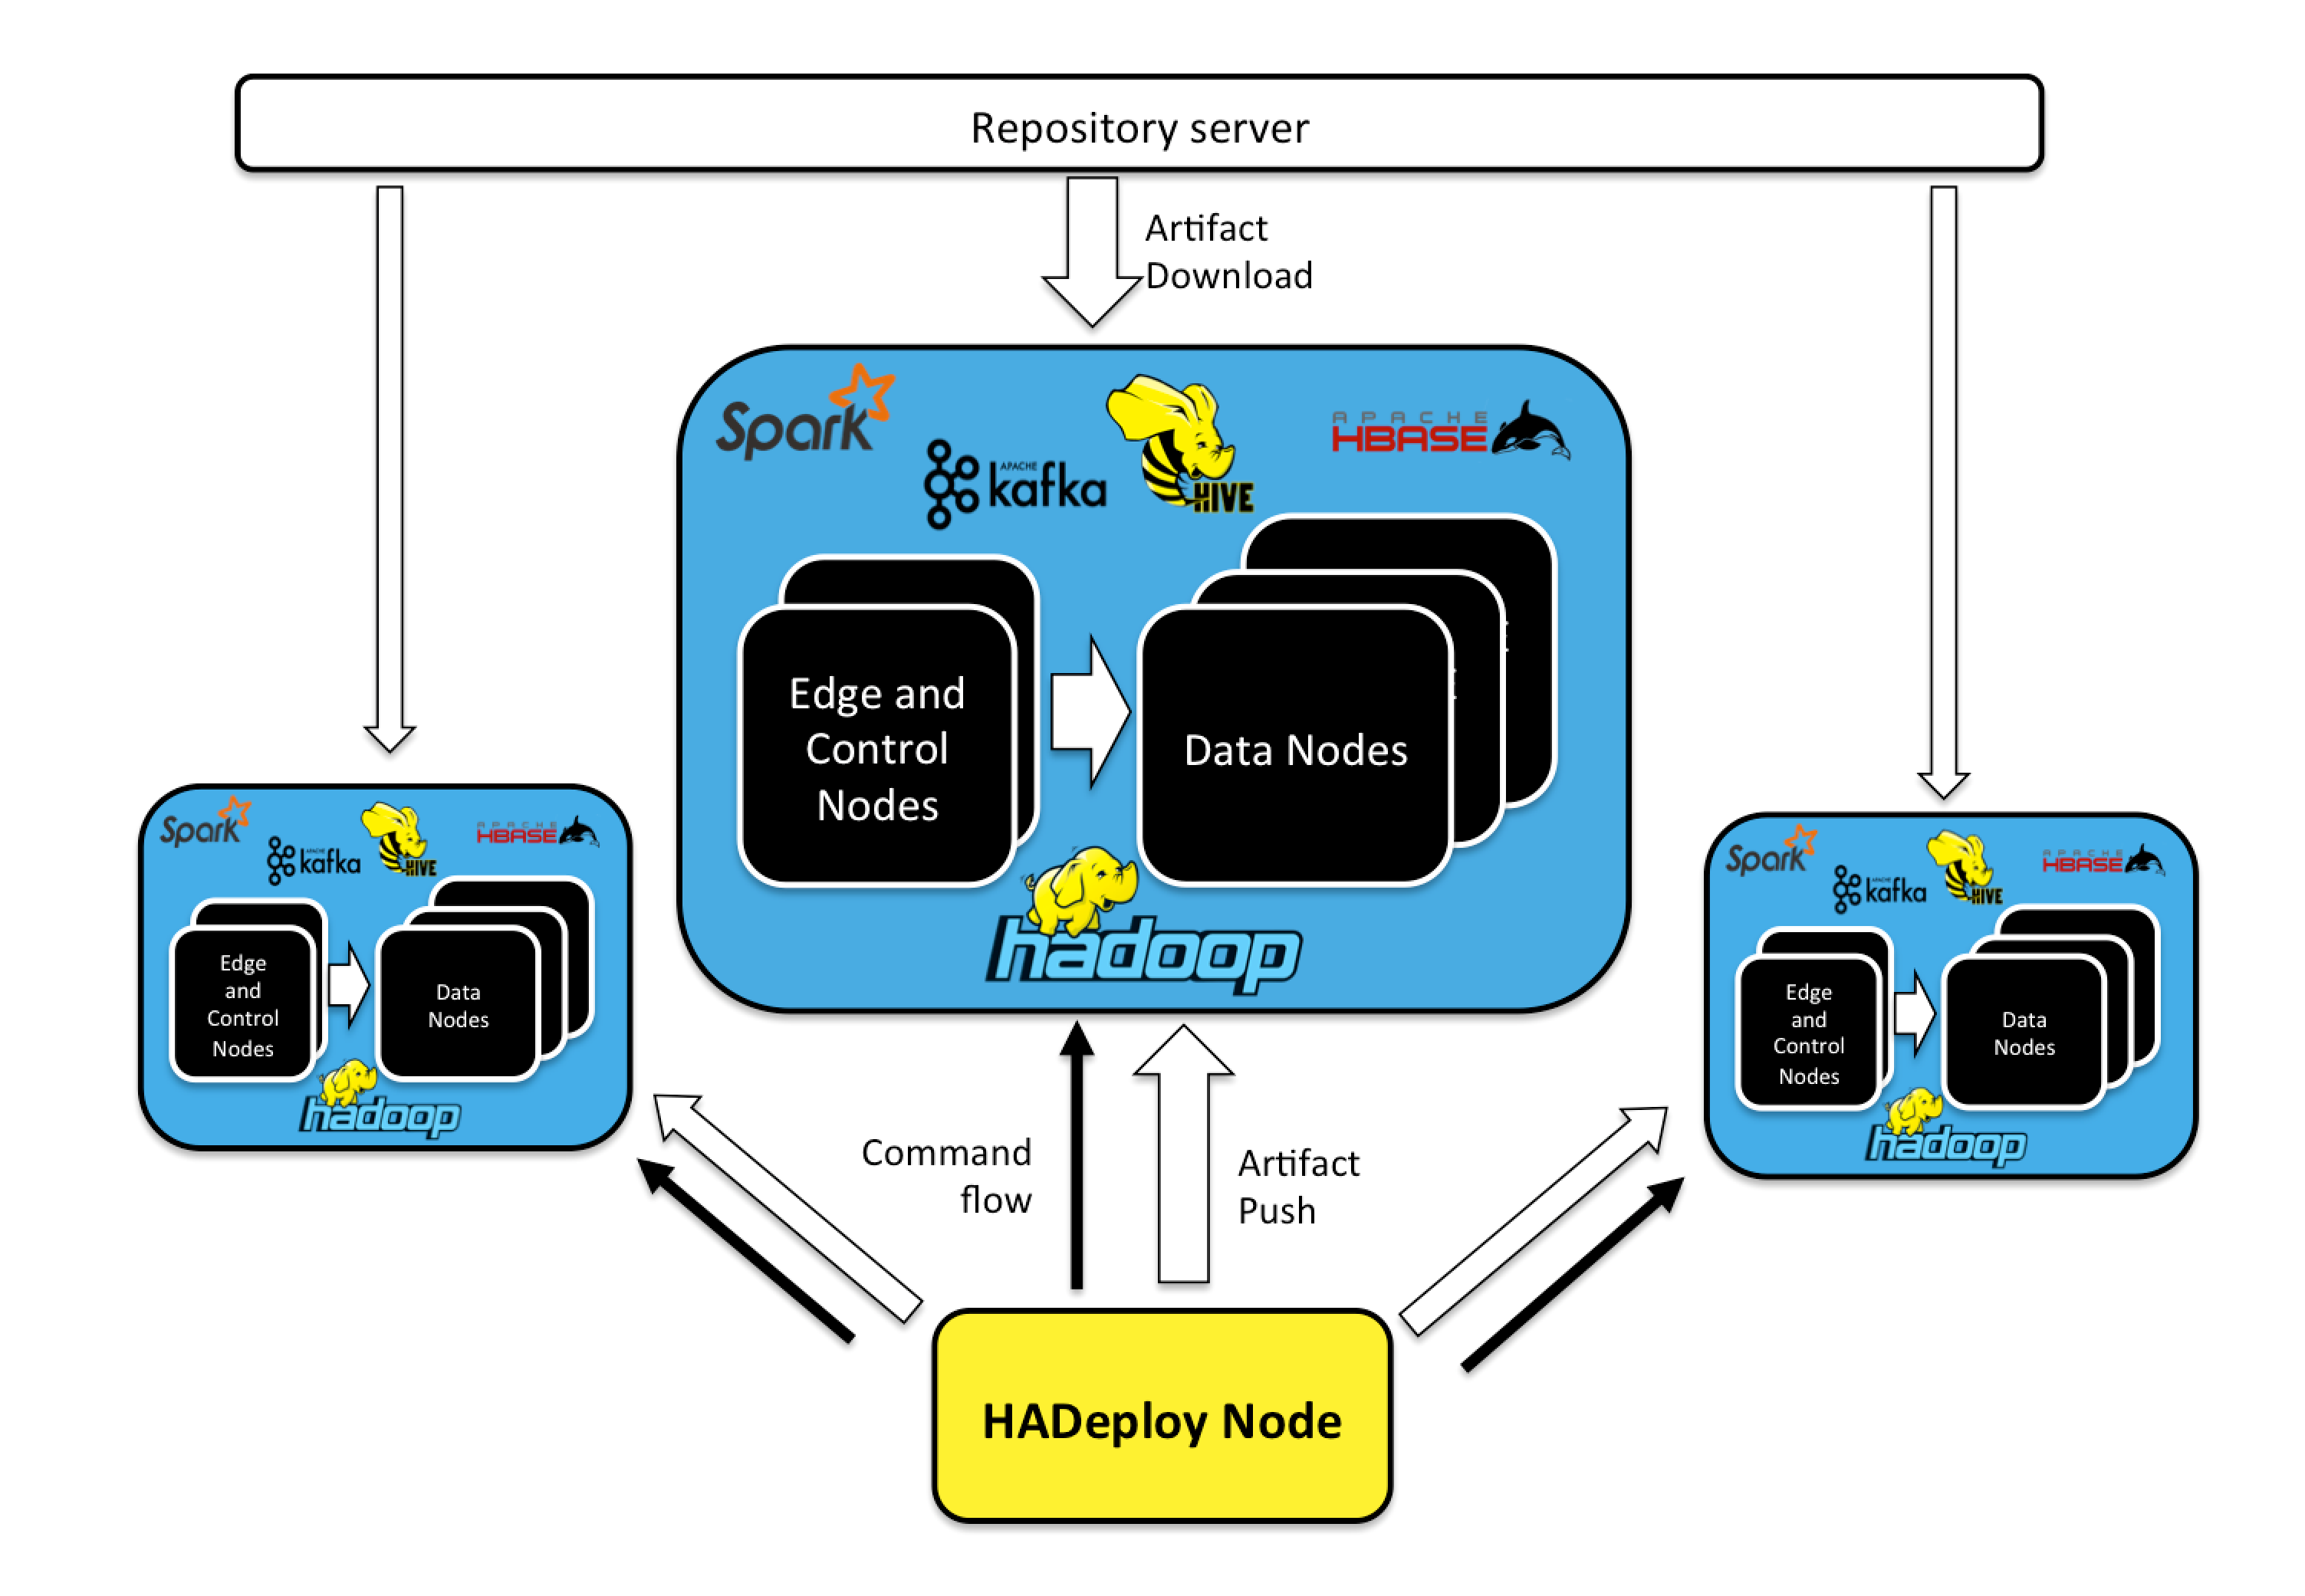 Repository server
Artifact
Download
Spark
APACHE
kafka
HIVE
APACHE
HBASE
Edge and
Control
Nodes
Data Nodes
hadoop
Spark
APACHE
kafka
HIVE
APACHE
HBASE
Edge
and
Control
Nodes
Data
Nodes
hadoop
Spark
APACHE
kafka
HIVE
APACHE
HBASE
Edge
and
Control
Nodes
Data
Nodes
hadoop
Command
flow
Artifact
Push
HADeploy Node